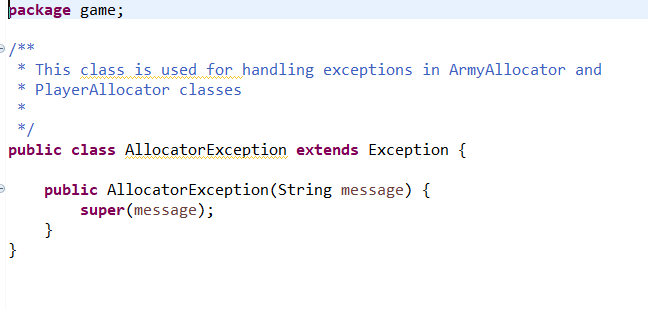 package game;
/**
* This class is used for handling exceptions in ArmyAllocator and
* PlayerAllocator classes
*
*/
public class AllocatorException extends Exception {
public AllocatorException(String message) {
super(message);
}
}